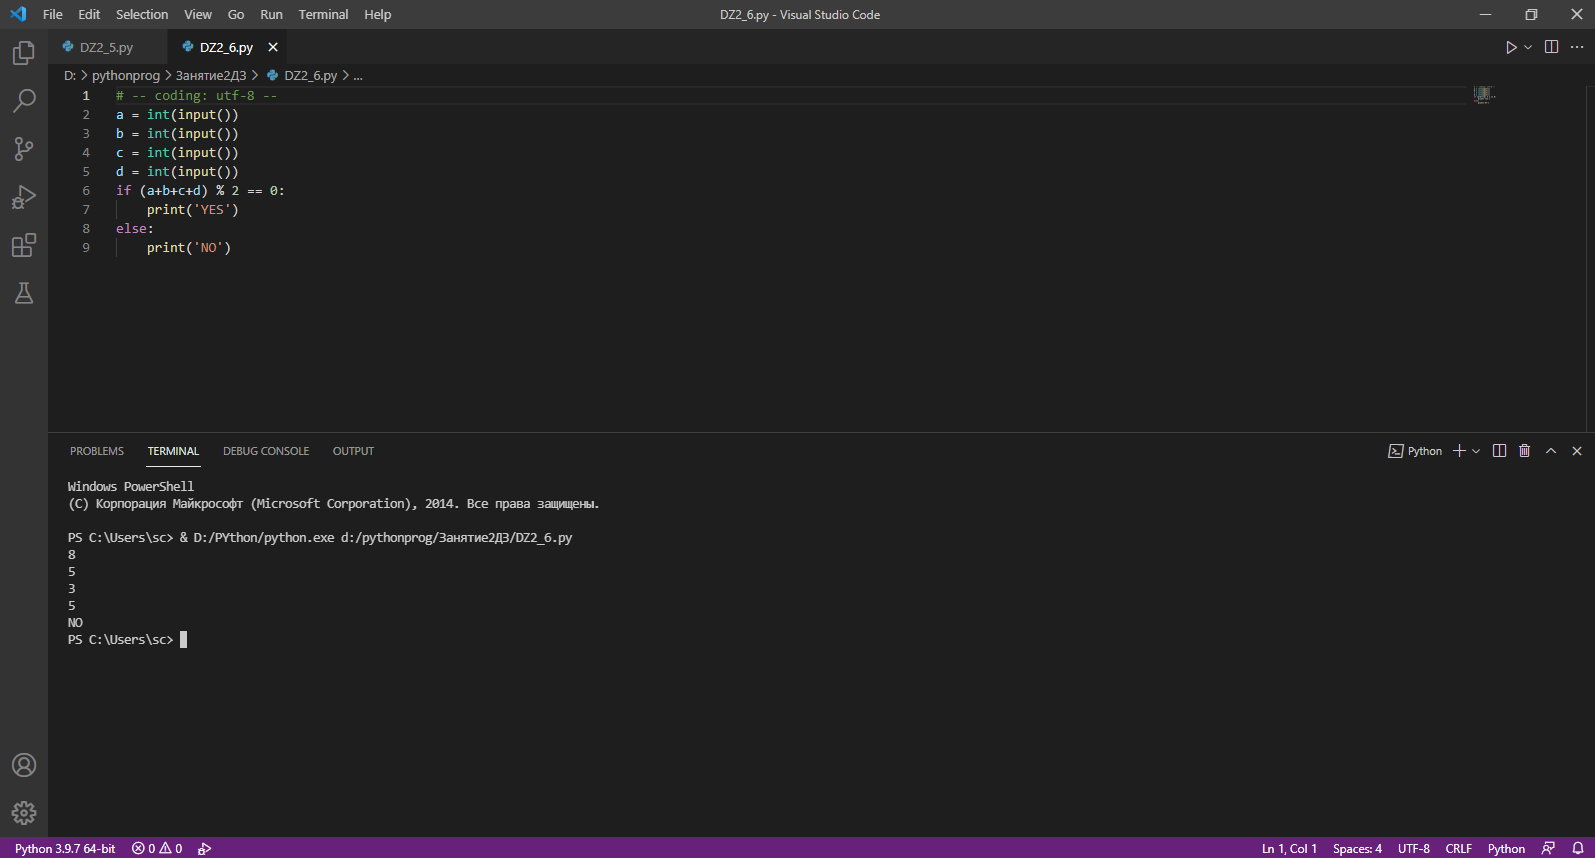 File Edit Selection View Go Run Terminal Help DZ2_6.py - Visual Studio Code
DZ2_5.py DZ2_6.py
D: > pythonprog > Занятие2ДЗ > DZ2_6.py > ...
1 # -- coding: utf-8 --
2 a = int(input())
3 b = int(input())
4 c = int(input())
5 d = int(input())
6 if (a+b+c+d) % 2 == 0:
7 print('YES')
8 else:
9 print('NO')
PROBLEMS TERMINAL DEBUG CONSOLE OUTPUT Python
Windows PowerShell
(C) Корпорация Майкрософт (Microsoft Corporation), 2014. Все права защищены.
PS C:\Users\sc> & D:/PYthon/python.exe d:/pythonprog/Занятие2ДЗ/DZ2_6.py
8
5
3
5
NO
PS C:\Users\sc>
Python 3.9.7 64-bit 0 0 Ln 1, Col 1 Spaces: 4 UTF-8 CRLF Python